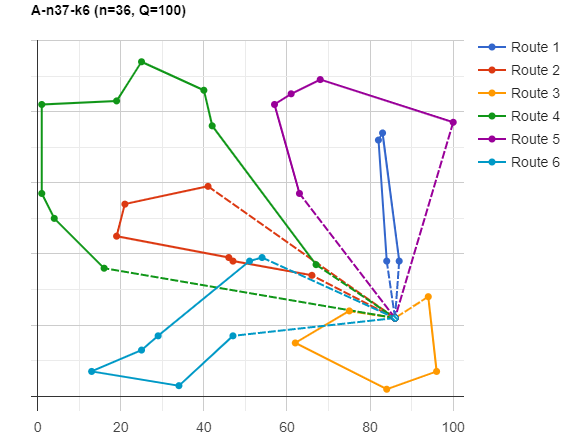 A-n37-k6 (n=36, Q=100)
Route 1
Route 2
Route 3
Route 4
Route 5
Route 6
0 20 40 60 80 100